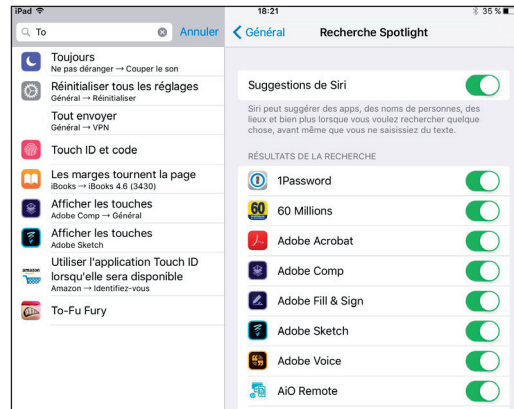 iPad 18:21 35 %
To Annuler
Toujours
Ne pas déranger → Couper le son
Réinitialiser tous les réglages
Général → Réinitialiser
Tout envoyer
Général → VPN
Touch ID et code
Les marges tournent la page
iBooks → iBooks 4.6 (3430)
Afficher les touches
Adobe Comp → Général
Afficher les touches
Adobe Sketch
Utiliser l'application Touch ID
lorsqu'elle sera disponible
Amazon → Identifiez-vous
To-Fu Fury
Général Recherche Spotlight
Suggestions de Siri
Siri peut suggérer des apps, des noms de personnes, des
lieux et bien plus lorsque vous voulez rechercher quelque
chose, avant même que vous ne saisissiez du texte.
RÉSULTATS DE LA RECHERCHE
1Password
60 Millions
Adobe Acrobat
Adobe Comp
Adobe Fill & Sign
Adobe Sketch
Adobe Voice
AiO Remote